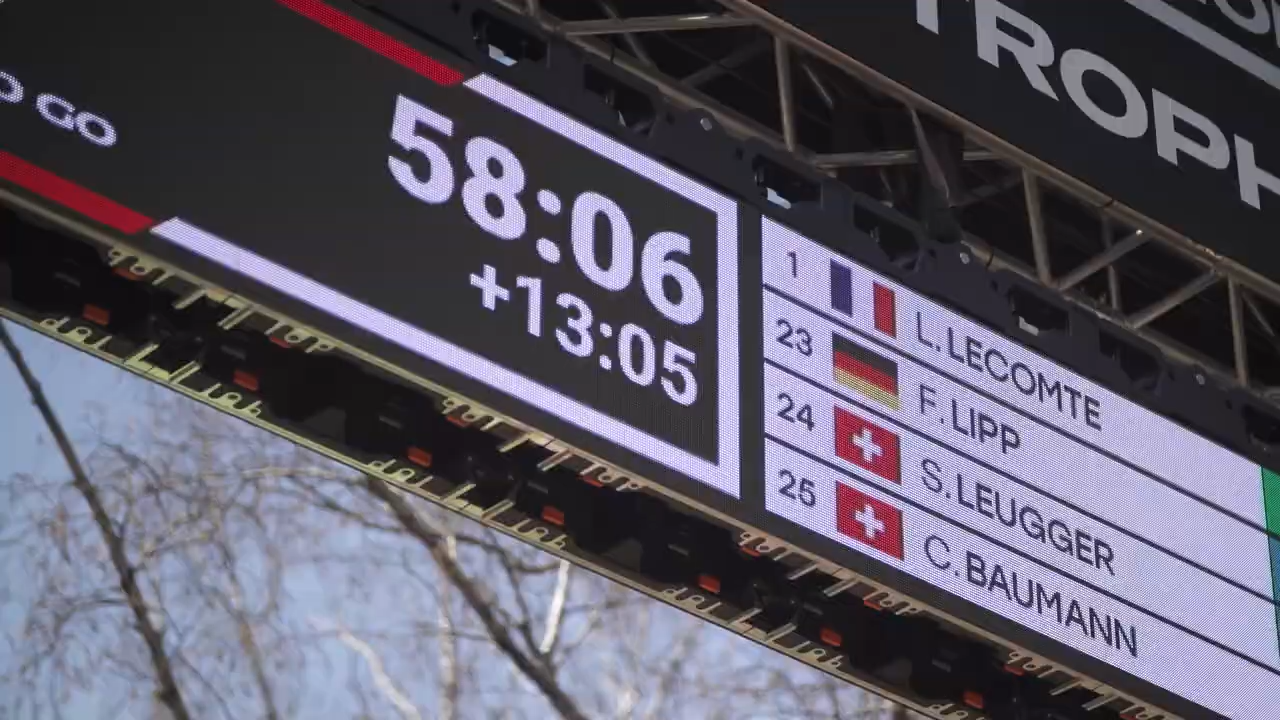 TROPH
GO
58:06
+13:05
1 L. LECOMTE
23 F. LIPP
24 S. LEUGGER
25 C. BAUMANN